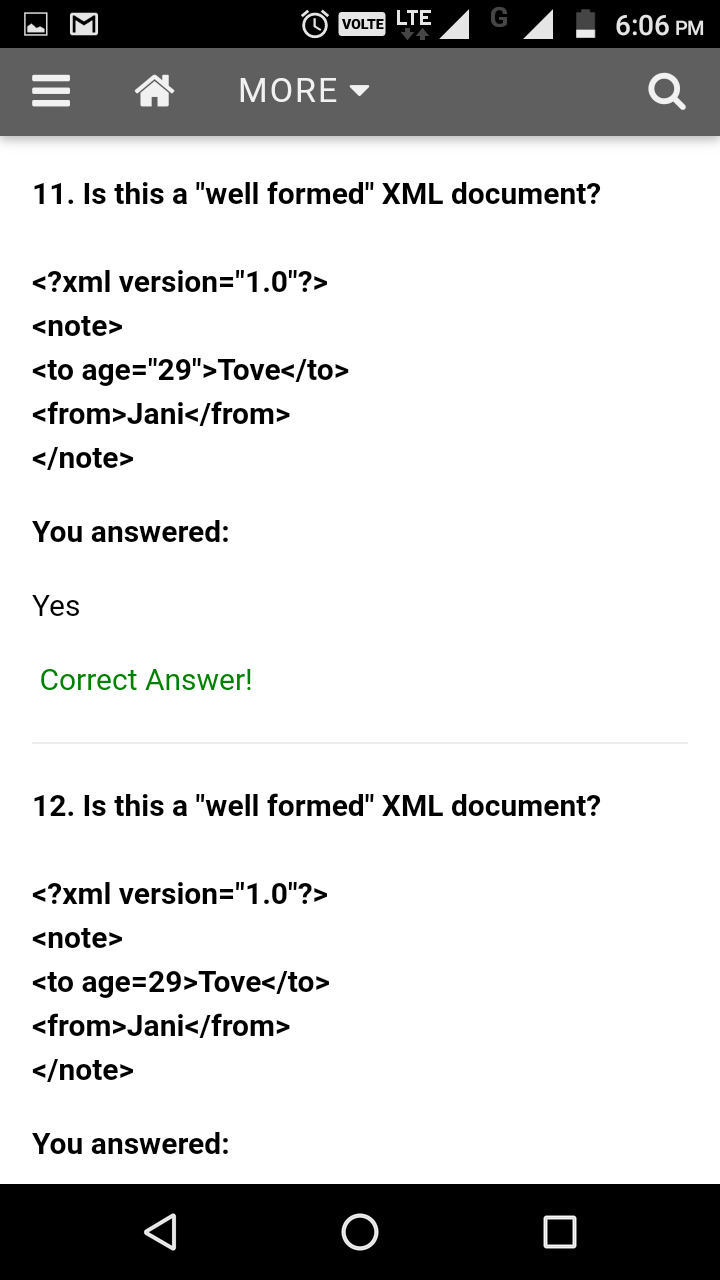 VOLTE LTE G 6:06 PM
MORE
11. Is this a "well formed" XML document?
<?xml version="1.0"?>
<note>
<to age="29">Tove</to>
<from>Jani</from>
</note>
You answered:
Yes
Correct Answer!
12. Is this a "well formed" XML document?
<?xml version="1.0"?>
<note>
<to age=29>Tove</to>
<from>Jani</from>
</note>
You answered: